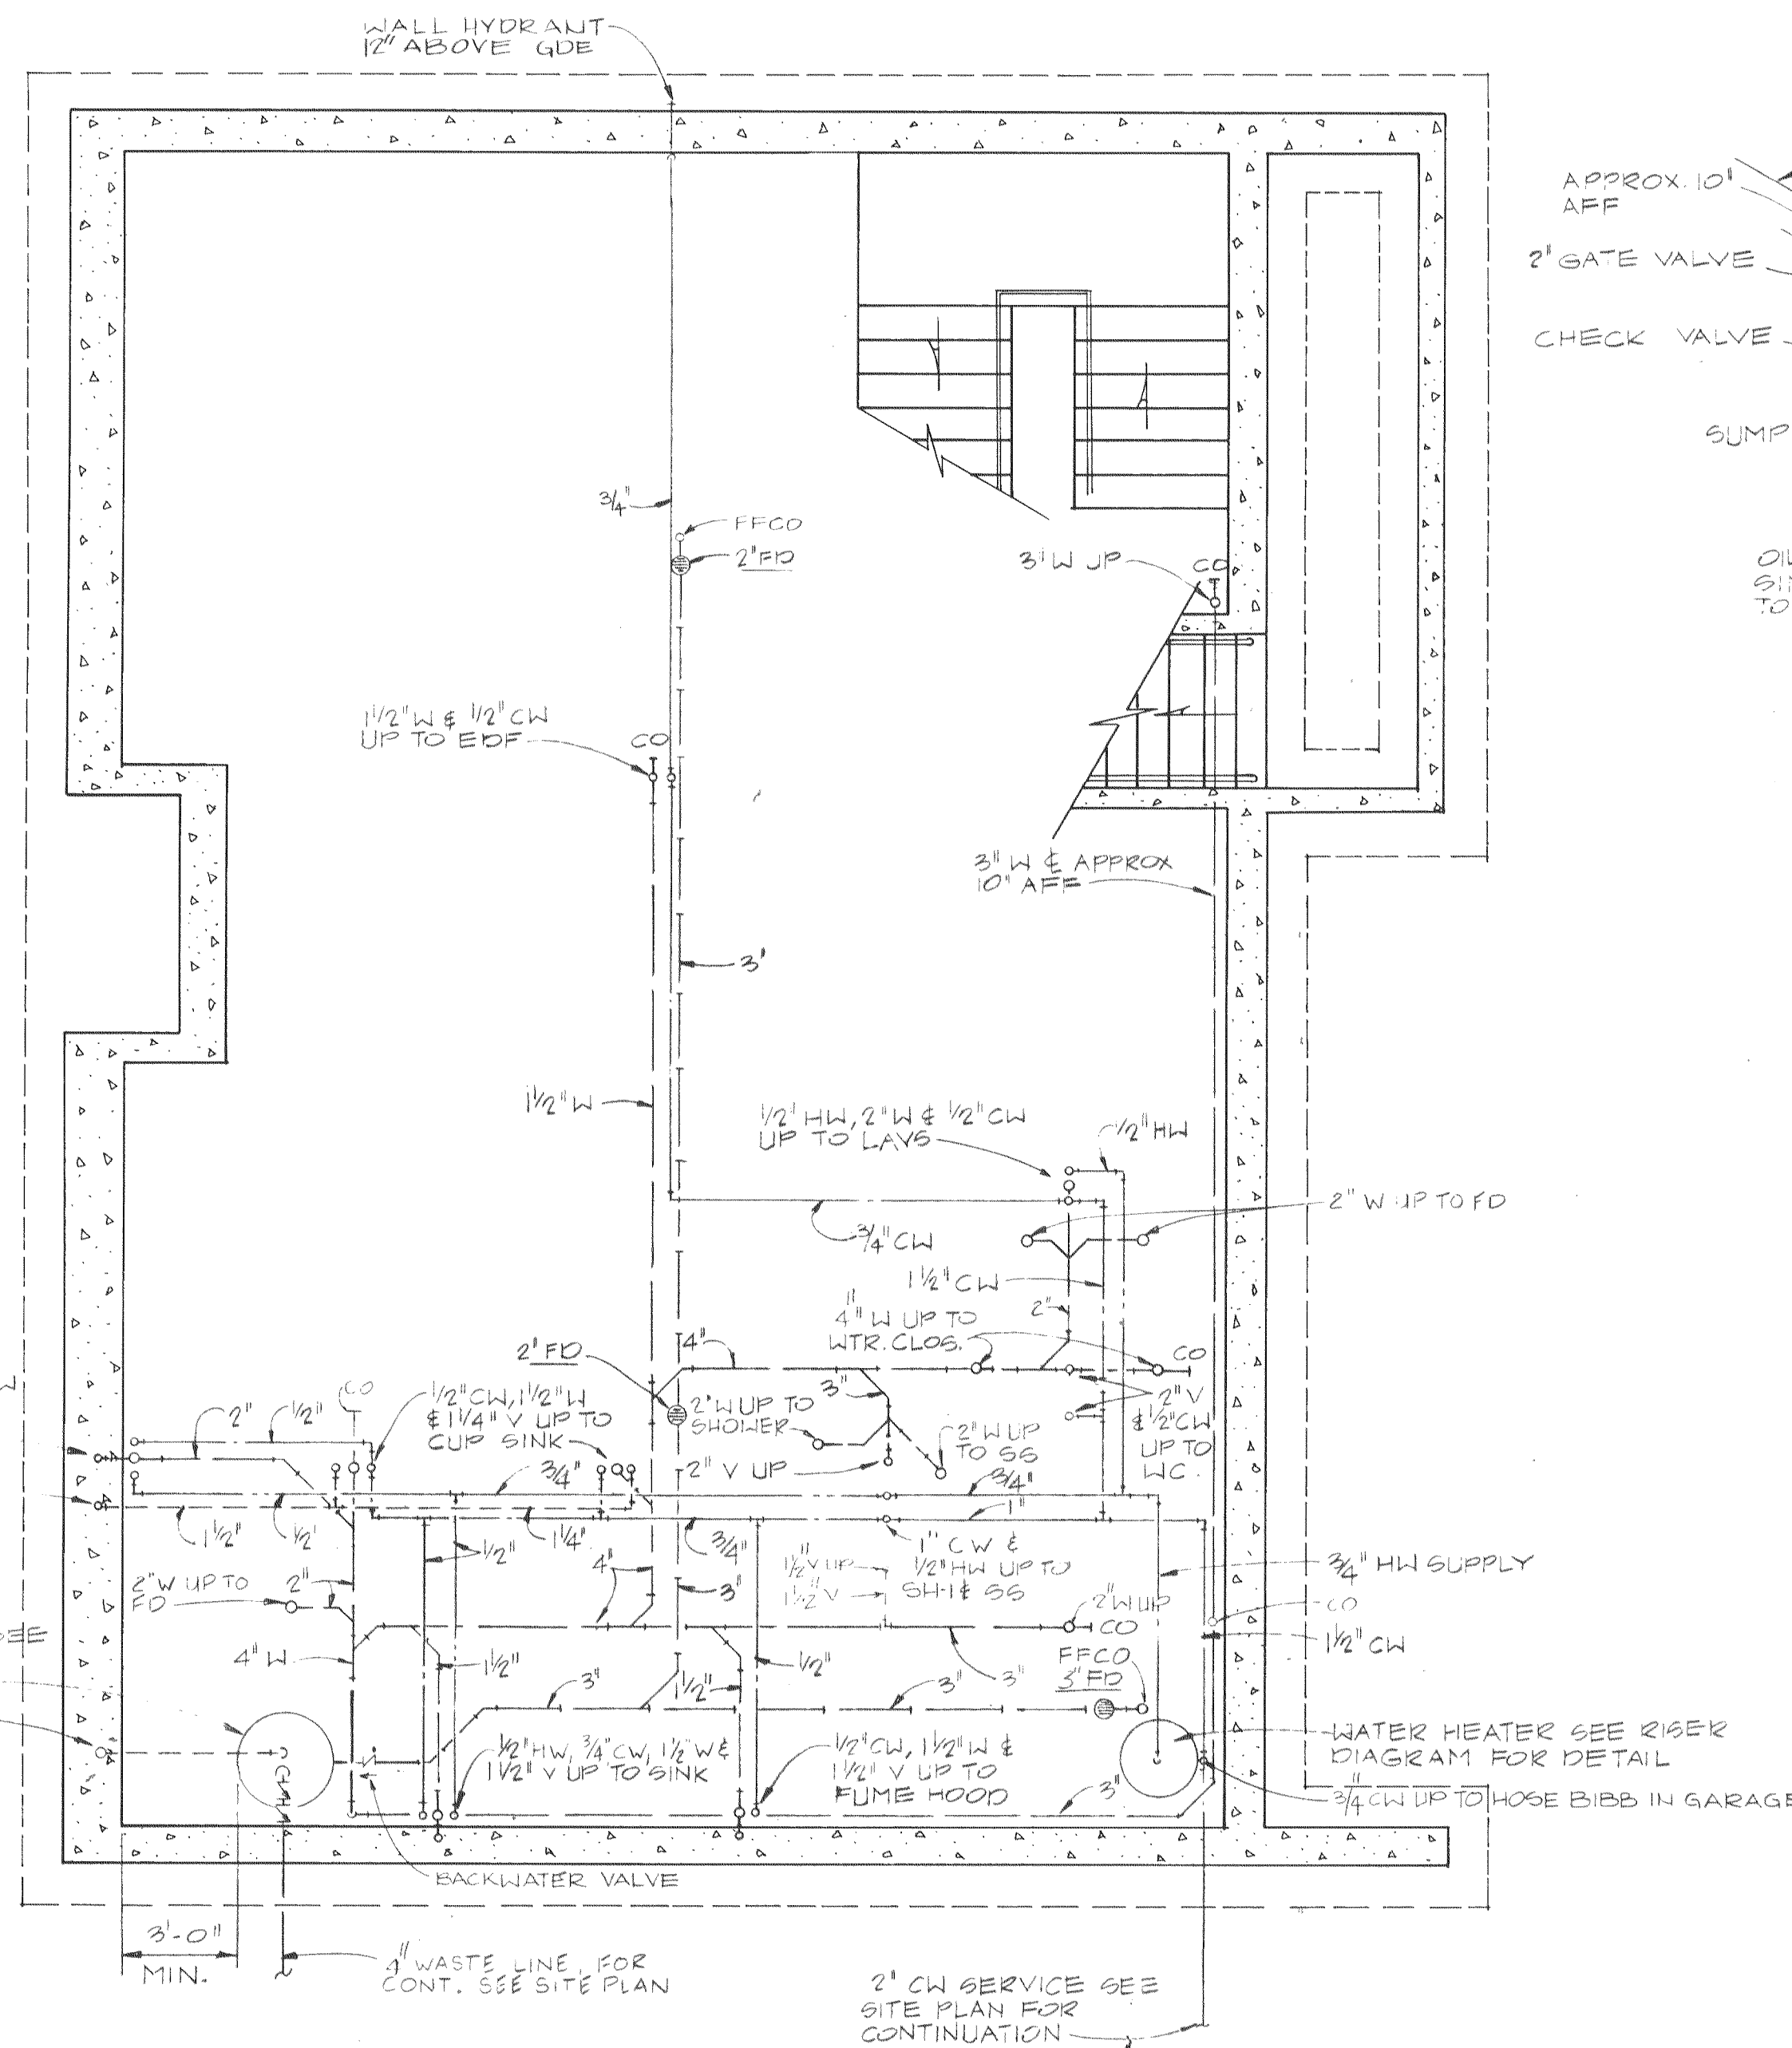 WALL HYDRANT
12" ABOVE GDE
APPROX. 10'
AFF
2" GATE VALVE
CHECK VALVE
SUMP
3/4"
FFCO
2" FD
3" W UP
CO
OIL
TO
1 1/2" W & 1/2" CW
UP TO EDF
CO
3" W & APPROX
10" AFF
3'
1 1/2" W
1/2' HW, 2" W & 1/2" CW
UP TO LAVS
1/2" HW
2" W UP TO FD
3/4" CW
1 1/2" CW
2"
4" W UP TO
WTR. CLOS.
CO
4"
2' FD
3"
2" W UP TO
SHOWER
2" W UP
TO SS
2" V UP
2" V
& 1/2" CW
UP TO
WC.
CO
1/2" CW, 1 1/2" W
& 1 1/4" V UP TO
CUP SINK
2"
1/2"
3/4"
3/4"
1"
1 1/2"
1/2'
1 1/4'
3/4"
1/2"
1" CW &
1/2" HW UP TO
SH-1 & SS
1 1/2" V UP
1 1/2" V
4"
3'
3/4" HW SUPPLY
2" W UP TO
FD
2"
2" W UP
CO
CO
1 1/2" CW
4" W
1 1/2"
1/2"
3"
FFCO
3" FD
3"
1 1/2"
3"
1/2" HW, 3/4" CW, 1 1/2" W &
1 1/2" V UP TO SINK
1/2" CW, 1 1/2" W &
1 1/2" V UP TO
FUME HOOD
3"
WATER HEATER SEE RISER
DIAGRAM FOR DETAIL
3/4" CW UP TO HOSE BIBB IN GARAGE
BACKWATER VALVE
3'-0"
MIN.
4" WASTE LINE, FOR
CONT. SEE SITE PLAN
2" CW SERVICE SEE
SITE PLAN FOR
CONTINUATION